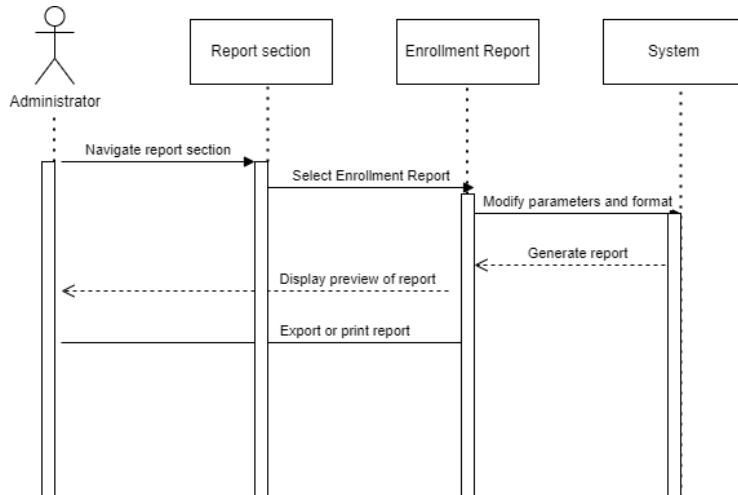 Report section
Enrollment Report
System
Administrator
Navigate report section
Select Enrollment Report
Modify parameters and format
Generate report
Display preview of report
Export or print report